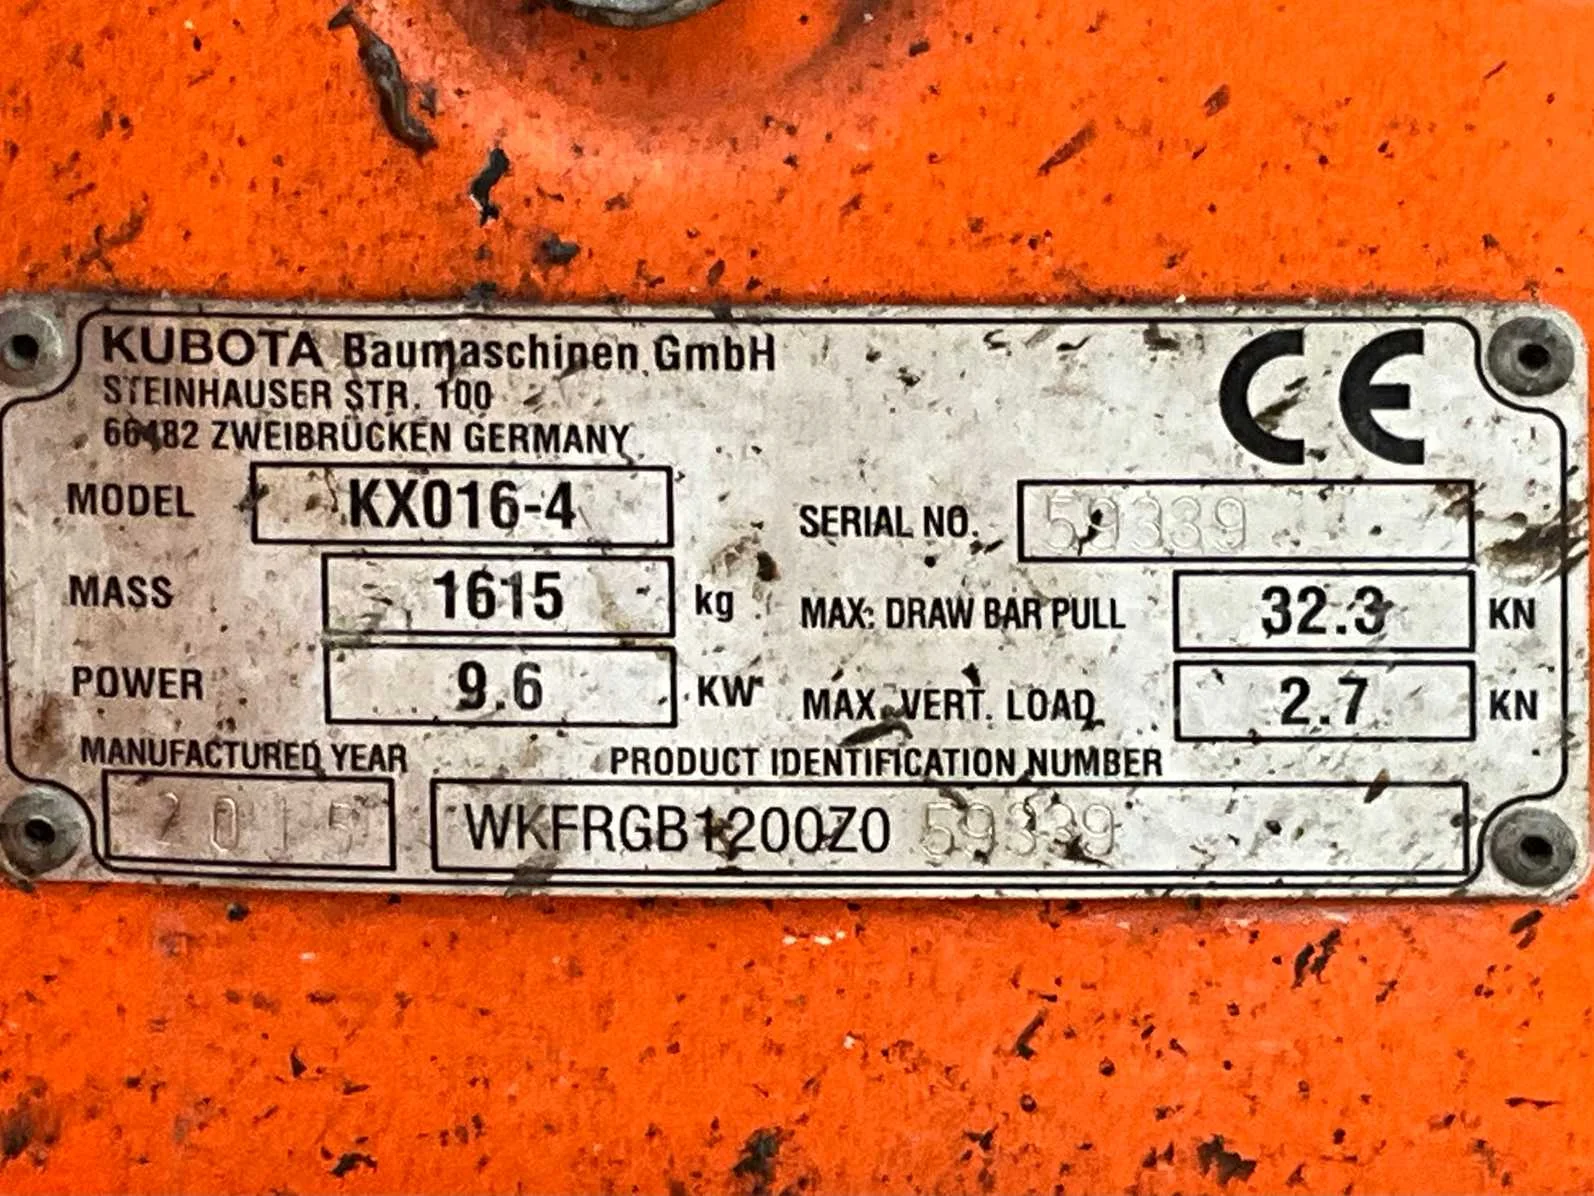 KUBOTA Baumaschinen GmbH
STEINHAUSER STR. 100
66482 ZWEIBRÜCKEN GERMANY
CE
MODEL KX016-4
SERIAL NO. 59339
MASS 1615 kg
MAX: DRAW BAR PULL 32.3 KN
POWER 9.6 KW
MAX. VERT. LOAD 2.7 KN
MANUFACTURED YEAR
2015
PRODUCT IDENTIFICATION NUMBER
WKFRGB1200Z0 59339